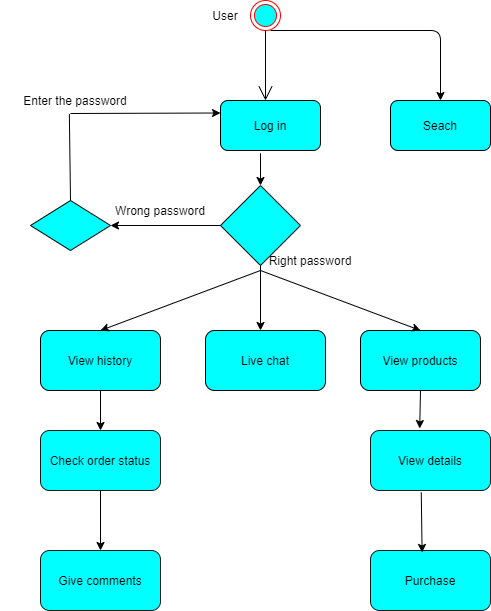 User
Enter the password
Log in
Seach
Wrong password
Right password
View history
Live chat
View products
Check order status
View details
Give comments
Purchase